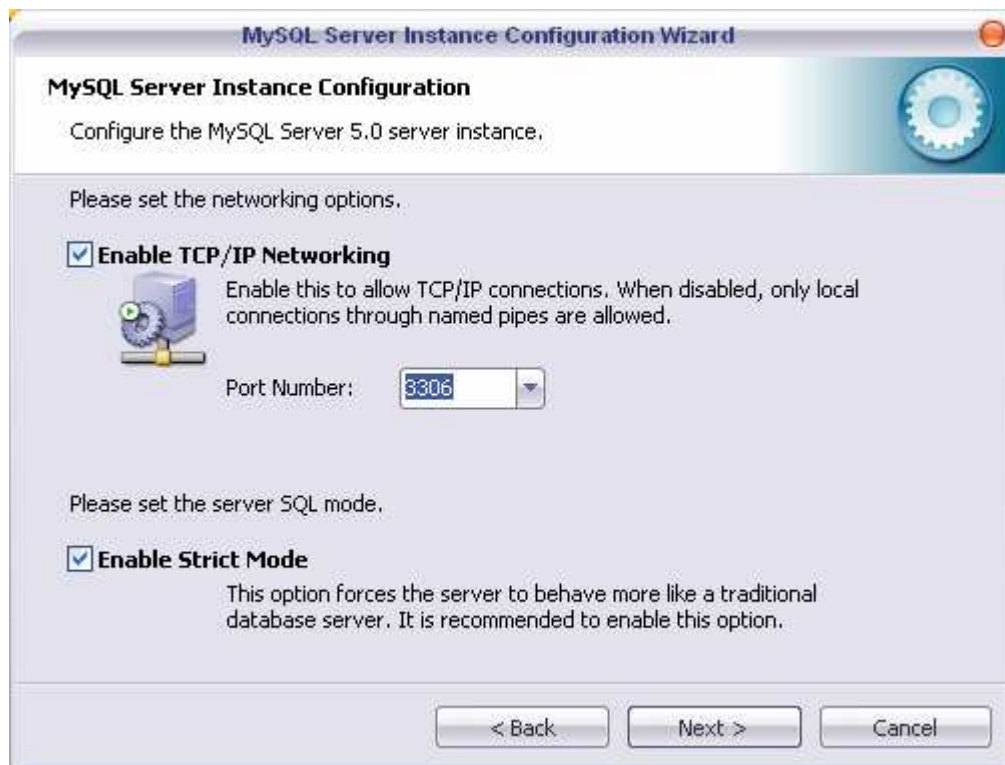 MySQL Server Instance Configuration Wizard
MySQL Server Instance Configuration
Configure the MySQL Server 5.0 server instance.
Please set the networking options.
Enable TCP/IP Networking
Enable this to allow TCP/IP connections. When disabled, only local
connections through named pipes are allowed.
Port Number: 3306
Please set the server SQL mode.
Enable Strict Mode
This option forces the server to behave more like a traditional
database server. It is recommended to enable this option.
< Back Next > Cancel